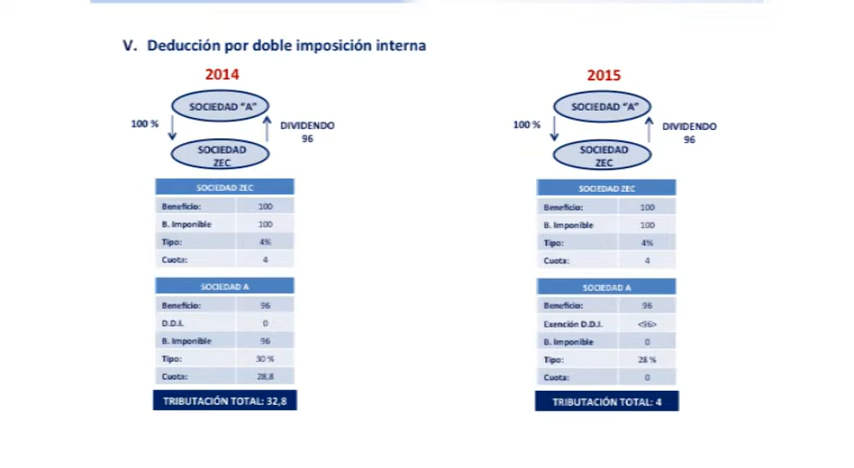 V. Deducción por doble imposición interna
2014
SOCIEDAD "A"
100 %
DIVIDENDO
96
SOCIEDAD
ZEC
SOCIEDAD ZEC
Beneficio: 100
B. Imponible 100
Tipo: 4%
Cuota: 4
SOCIEDAD A
Beneficio: 96
D.D.I. 0
B. Imponible 96
Tipo: 30 %
Cuota: 28,8
TRIBUTACIÓN TOTAL: 32,8
2015
SOCIEDAD "A"
100 %
DIVIDENDO
96
SOCIEDAD
ZEC
SOCIEDAD ZEC
Beneficio: 100
B. Imponible 100
Tipo: 4%
Cuota: 4
SOCIEDAD A
Beneficio: 96
Exención D.D.I. <96>
B. Imponible 0
Tipo: 28 %
Cuota: 0
TRIBUTACIÓN TOTAL: 4